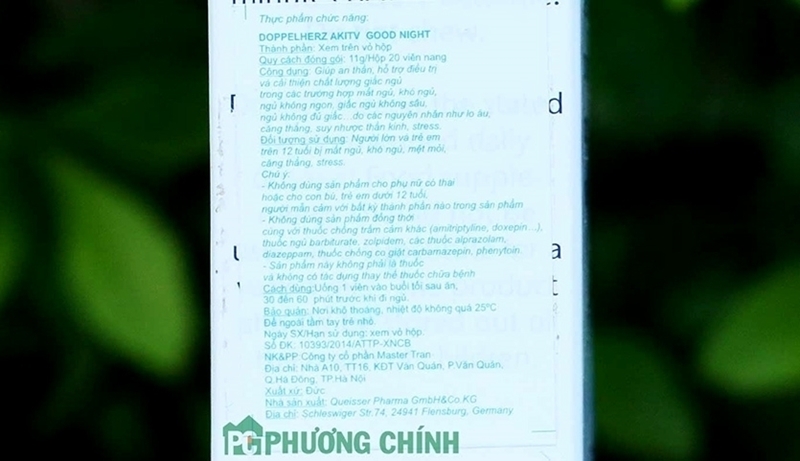 Thực phẩm chức năng:
DOPPELHERZ AKITV GOOD NIGHT
Thành phần: Xem trên vỏ hộp
Quy cách đóng gói: 11g/Hộp 20 viên nang
Công dụng: Giúp an thần, hỗ trợ điều trị
và cải thiện chất lượng giấc ngủ
trong các trường hợp mất ngủ, khó ngủ,
ngủ không ngon, giấc ngủ không sâu,
ngủ không đủ giấc...do các nguyên nhân như lo âu,
căng thẳng, suy nhược thần kinh, stress.
Đối tượng sử dụng: Người lớn và trẻ em
trên 12 tuổi bị mất ngủ, khó ngủ, mệt mỏi,
căng thẳng, stress.
Chú ý:
- Không dùng sản phẩm cho phụ nữ có thai
hoặc cho con bú, trẻ em dưới 12 tuổi,
người mẫn cảm với bất kỳ thành phần nào trong sản phẩm
- Không dùng sản phẩm đồng thời
cùng với thuốc chống trầm cảm khác (amitriptyline, doxepin...),
thuốc ngủ barbiturate, zolpidem, các thuốc alprazolam,
diazeppam, thuốc chống co giật carbamazepin, phenytoin.
- Sản phẩm này không phải là thuốc
và không có tác dụng thay thế thuốc chữa bệnh
Cách dùng:Uống 1 viên vào buổi tối sau ăn,
30 đến 60 phút trước khi đi ngủ.
Bảo quản: Nơi khô thoáng, nhiệt độ không quá 25°C
Để ngoài tầm tay trẻ nhỏ.
Ngày SX/Hạn sử dụng: xem vỏ hộp.
Số ĐK: 10393/2014/ATTP-XNCB
NK&PP Công ty cổ phần Master Tran
Địa chỉ: Nhà A10, TT16, KĐT Văn Quán, P.Văn Quán,
Q.Hà Đông, TP.Hà Nội
Xuất xứ: Đức
Nhà sản xuất: Queisser Pharma GmbH&Co.KG
Địa chỉ: Schleswiger Str.74, 24941 Flensburg, Germany
PC PHƯƠNG CHÍNH